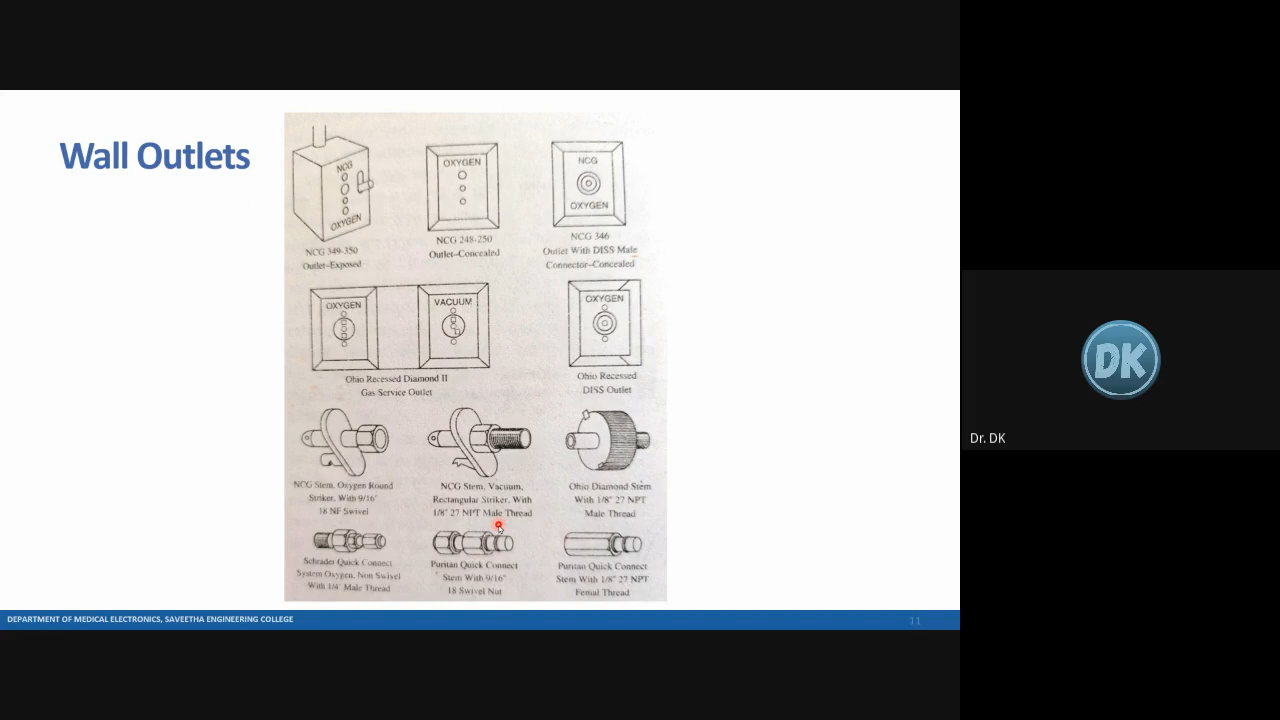 Wall Outlets
NCG
OXYGEN
OXYGEN
NCG
OXYGEN
NCG 349-350
Outlet-Exposed
NCG 248-250
Outlet-Concealed
NCG 346
Outlet With DISS Male
Connector-Concealed
OXYGEN
VACUUM
OXYGEN
Ohio Recessed Diamond II
Gas Service Outlet
Ohio Recessed
DISS Outlet
NCG Stem, Oxygen Round
Striker, With 9/16"
18 NF Swivel
NCG Stem, Vacuum,
Rectangular Striker, With
1/8" 27 NPT Male Thread
Ohio Diamond Stem
With 1/8" 27 NPT
Male Thread
Schrader Quick Connect
System Oxygen, Non Swivel
With 1/4" Male Thread
Puritan Quick Connect
Stem With 9/16"
18 Swivel Nut
Puritan Quick Connect
Stem With 1/8" 27 NPT
Femal Thread
DEPARTMENT OF MEDICAL ELECTRONICS, SAVEETHA ENGINEERING COLLEGE
11
DK
Dr. DK